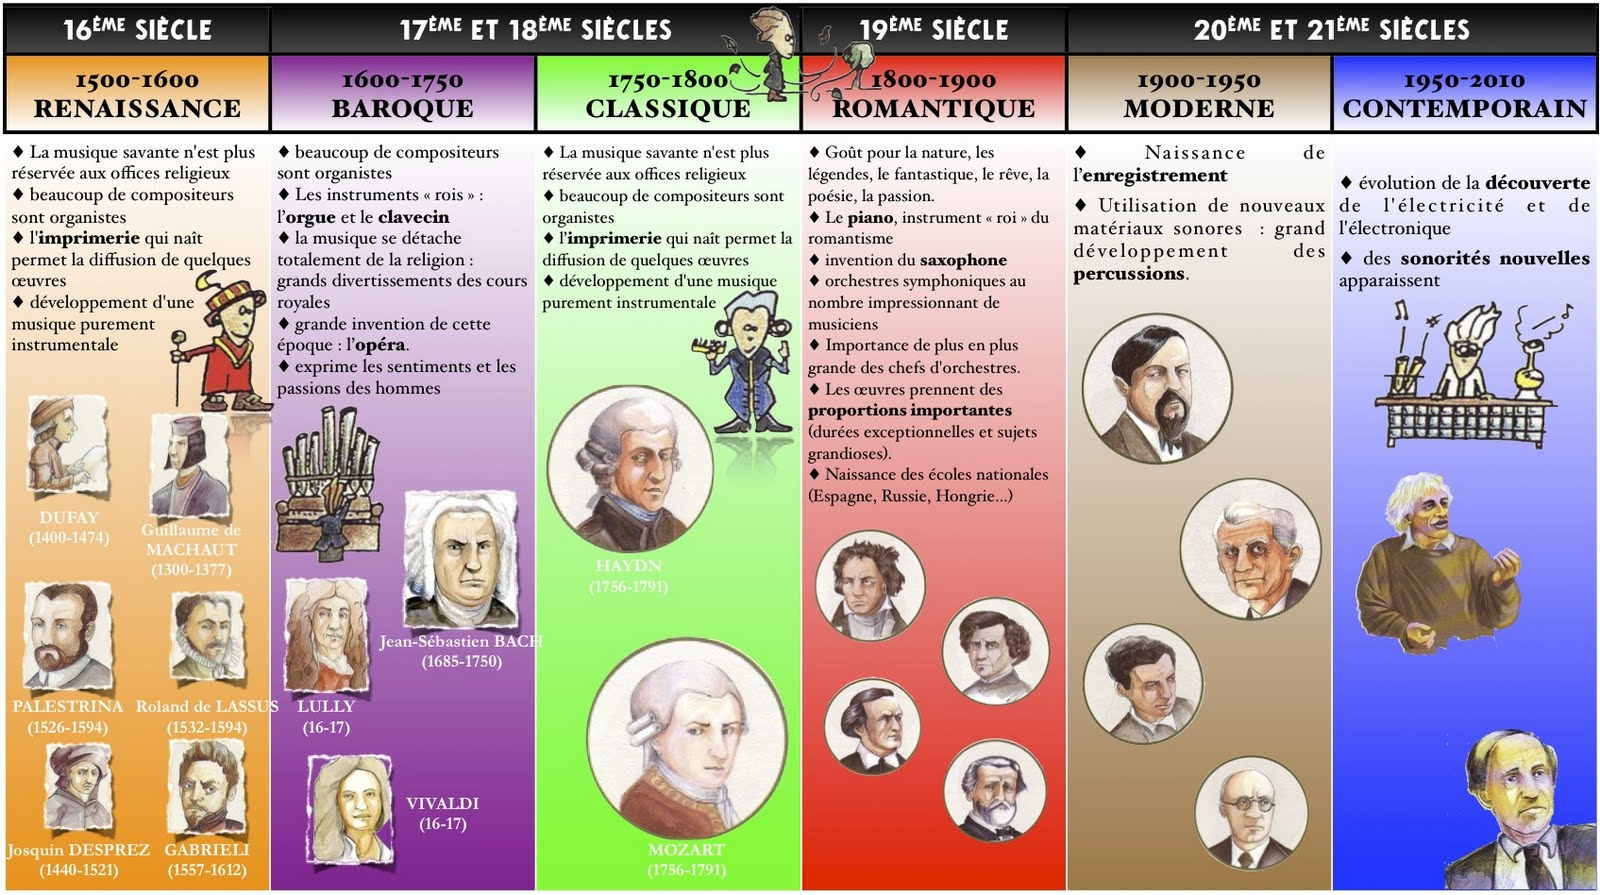 16ÈME SIÈCLE
17ÈME ET 18ÈME SIÈCLES
19ÈME SIÈCLE
20ÈME ET 21ÈME SIÈCLES
1500-1600
RENAISSANCE
1600-1750
BAROQUE
1750-1800
CLASSIQUE
1800-1900
ROMANTIQUE
1900-1950
MODERNE
1950-2010
CONTEMPORAIN
♦ La musique savante n'est plus
réservée aux offices religieux
♦ beaucoup de compositeurs
sont organistes
♦ l'imprimerie qui naît
permet la diffusion de quelques
œuvres
♦ développement d'une
musique purement
instrumentale
DUFAY
(1400-1474)
Guillaume de
MACHAUT
(1300-1377)
PALESTRINA
(1526-1594)
Roland de LASSUS
(1532-1594)
Josquin DESPREZ
(1440-1521)
GABRIELI
(1557-1612)
♦ beaucoup de compositeurs
sont organistes
♦ Les instruments « rois » :
l'orgue et le clavecin
♦ la musique se détache
totalement de la religion :
grands divertissements des cours
royales
♦ grande invention de cette
époque : l'opéra.
♦ exprime les sentiments et les
passions des hommes
Jean-Sébastien BACH
(1685-1750)
LULLY
(16-17)
VIVALDI
(16-17)
♦ La musique savante n'est plus
réservée aux offices religieux
♦ beaucoup de compositeurs sont
organistes
♦ l'imprimerie qui naît permet la
diffusion de quelques œuvres
♦ développement d'une musique
purement instrumentale
HAYDN
(1756-1791)
MOZART
(1756-1791)
♦ Goût pour la nature, les
légendes, le fantastique, le rêve, la
poésie, la passion.
♦ Le piano, instrument « roi » du
romantisme
♦ invention du saxophone
♦ orchestres symphoniques au
nombre impressionnant de
musiciens
♦ Importance de plus en plus
grande des chefs d'orchestres.
♦ Les œuvres prennent des
proportions importantes
(durées exceptionnelles et sujets
grandioses).
♦ Naissance des écoles nationales
(Espagne, Russie, Hongrie...)
♦ Naissance de
l'enregistrement
♦ Utilisation de nouveaux
matériaux sonores : grand
développement des
percussions.
♦ évolution de la découverte
de l'électricité et de
l'électronique
♦ des sonorités nouvelles
apparaissent